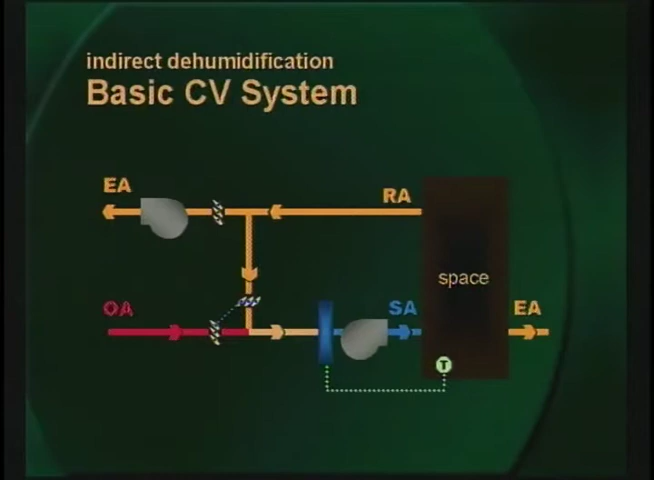 indirect dehumidification
Basic CV System
EA
RA
space
OA
SA
EA
T